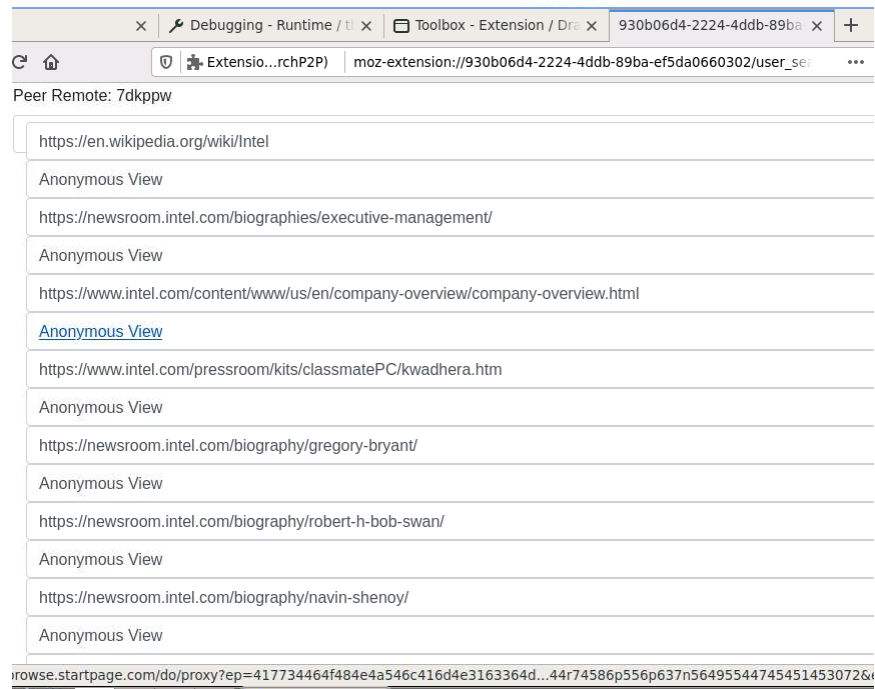 Debugging - Runtime / t
Toolbox - Extension / Dra
930b06d4-2224-4ddb-89ba-
Extensio...rchP2P)
moz-extension://930b06d4-2224-4ddb-89ba-ef5da0660302/user_sea
Peer Remote: 7dkppw
https://en.wikipedia.org/wiki/Intel
Anonymous View
https://newsroom.intel.com/biographies/executive-management/
Anonymous View
https://www.intel.com/content/www/us/en/company-overview/company-overview.html
Anonymous View
https://www.intel.com/pressroom/kits/classmatePC/kwadhera.htm
Anonymous View
https://newsroom.intel.com/biography/gregory-bryant/
Anonymous View
https://newsroom.intel.com/biography/robert-h-bob-swan/
Anonymous View
https://newsroom.intel.com/biography/navin-shenoy/
Anonymous View
rowse.startpage.com/do/proxy?ep=417734464f484e4a546c416d4e3163364d...44r74586p556p637n56495544745451453072&e